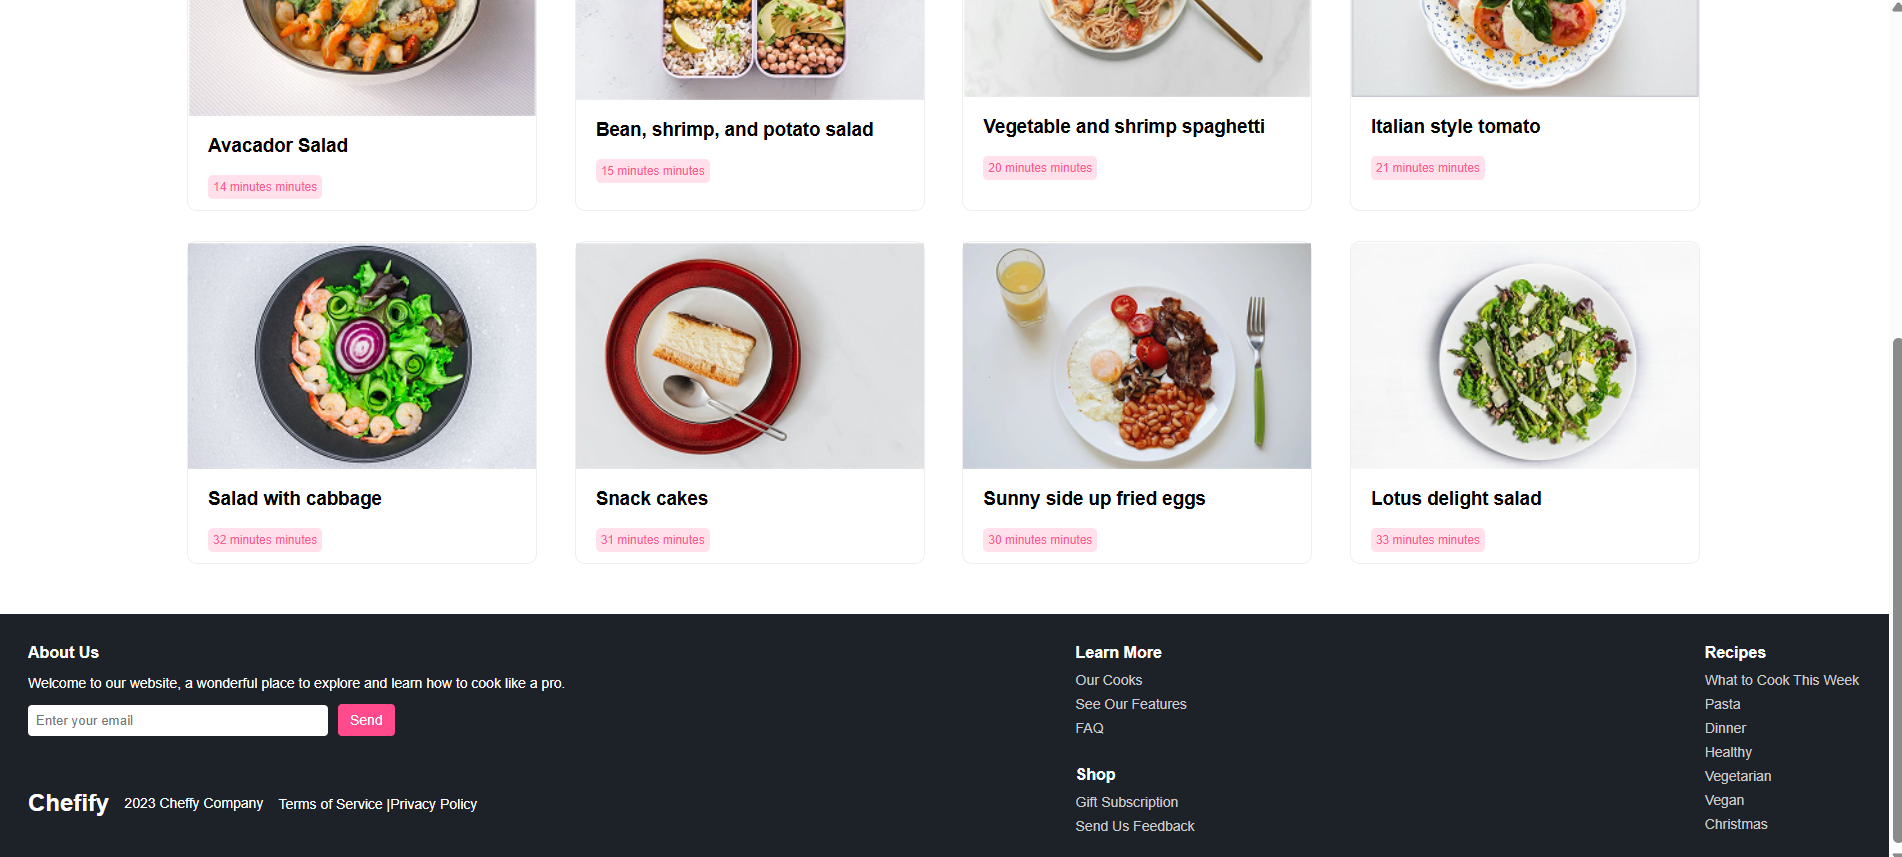 Avacador Salad
14 minutes minutes
Bean, shrimp, and potato salad
15 minutes minutes
Vegetable and shrimp spaghetti
20 minutes minutes
Italian style tomato
21 minutes minutes
Salad with cabbage
32 minutes minutes
Snack cakes
31 minutes minutes
Sunny side up fried eggs
30 minutes minutes
Lotus delight salad
33 minutes minutes
About Us
Welcome to our website, a wonderful place to explore and learn how to cook like a pro.
Enter your email
Send
Chefify
2023 Cheffy Company
Terms of Service |Privacy Policy
Learn More
Our Cooks
See Our Features
FAQ
Shop
Gift Subscription
Send Us Feedback
Recipes
What to Cook This Week
Pasta
Dinner
Healthy
Vegetarian
Vegan
Christmas